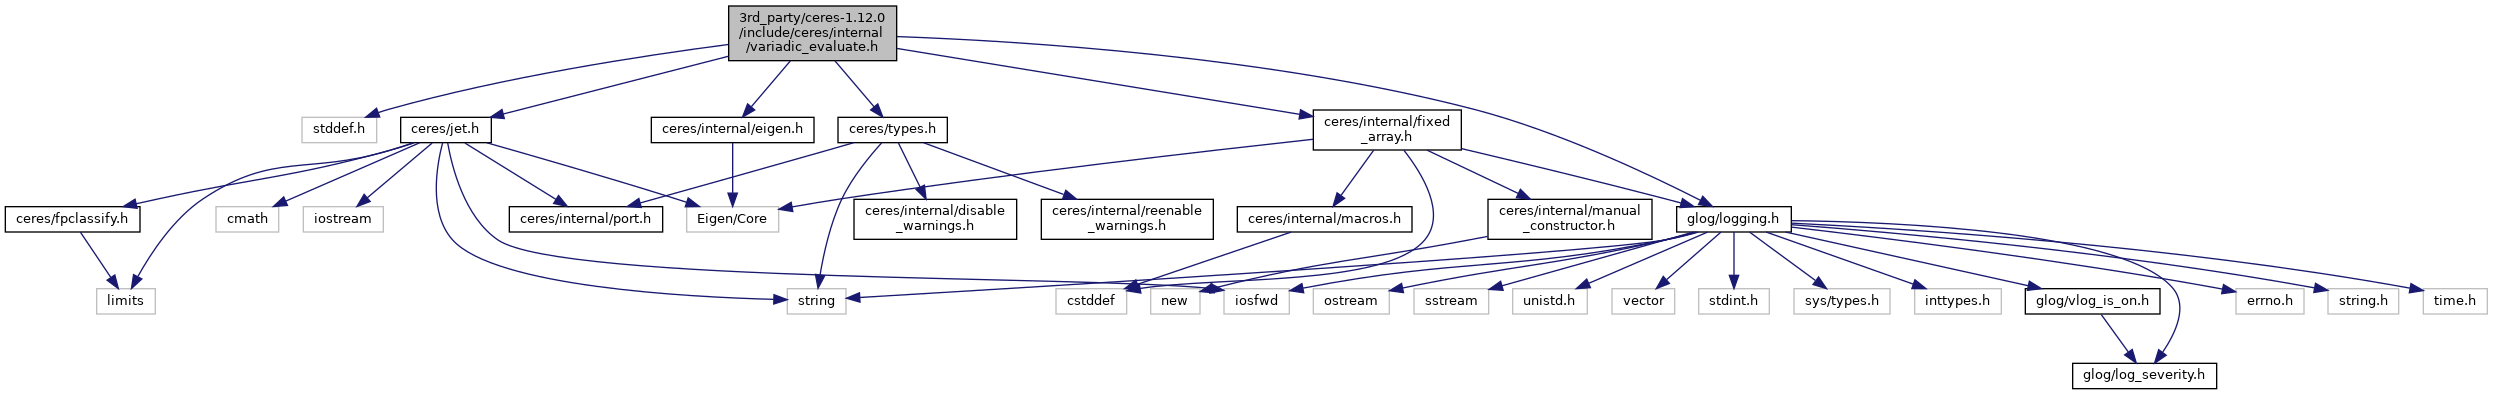 3rd_party/ceres-1.12.0
/include/ceres/internal
/variadic_evaluate.h
stddef.h
ceres/jet.h
ceres/internal/eigen.h
ceres/types.h
ceres/internal/fixed
_array.h
ceres/fpclassify.h
cmath
iostream
ceres/internal/port.h
Eigen/Core
ceres/internal/disable
_warnings.h
ceres/internal/reenable
_warnings.h
ceres/internal/macros.h
ceres/internal/manual
_constructor.h
glog/logging.h
limits
string
cstddef
new
iosfwd
ostream
sstream
unistd.h
vector
stdint.h
sys/types.h
inttypes.h
glog/vlog_is_on.h
errno.h
string.h
time.h
glog/log_severity.h